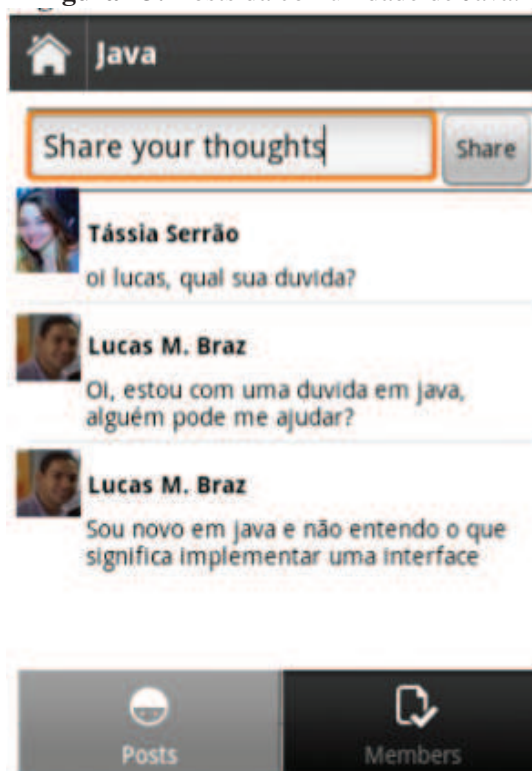 Java
Share your thoughts
Share
Tássia Serrão
oi lucas, qual sua duvida?
Lucas M. Braz
Oi, estou com uma duvida em java,
alguém pode me ajudar?
Lucas M. Braz
Sou novo em java e não entendo o que
significa implementar uma interface
Posts
Members